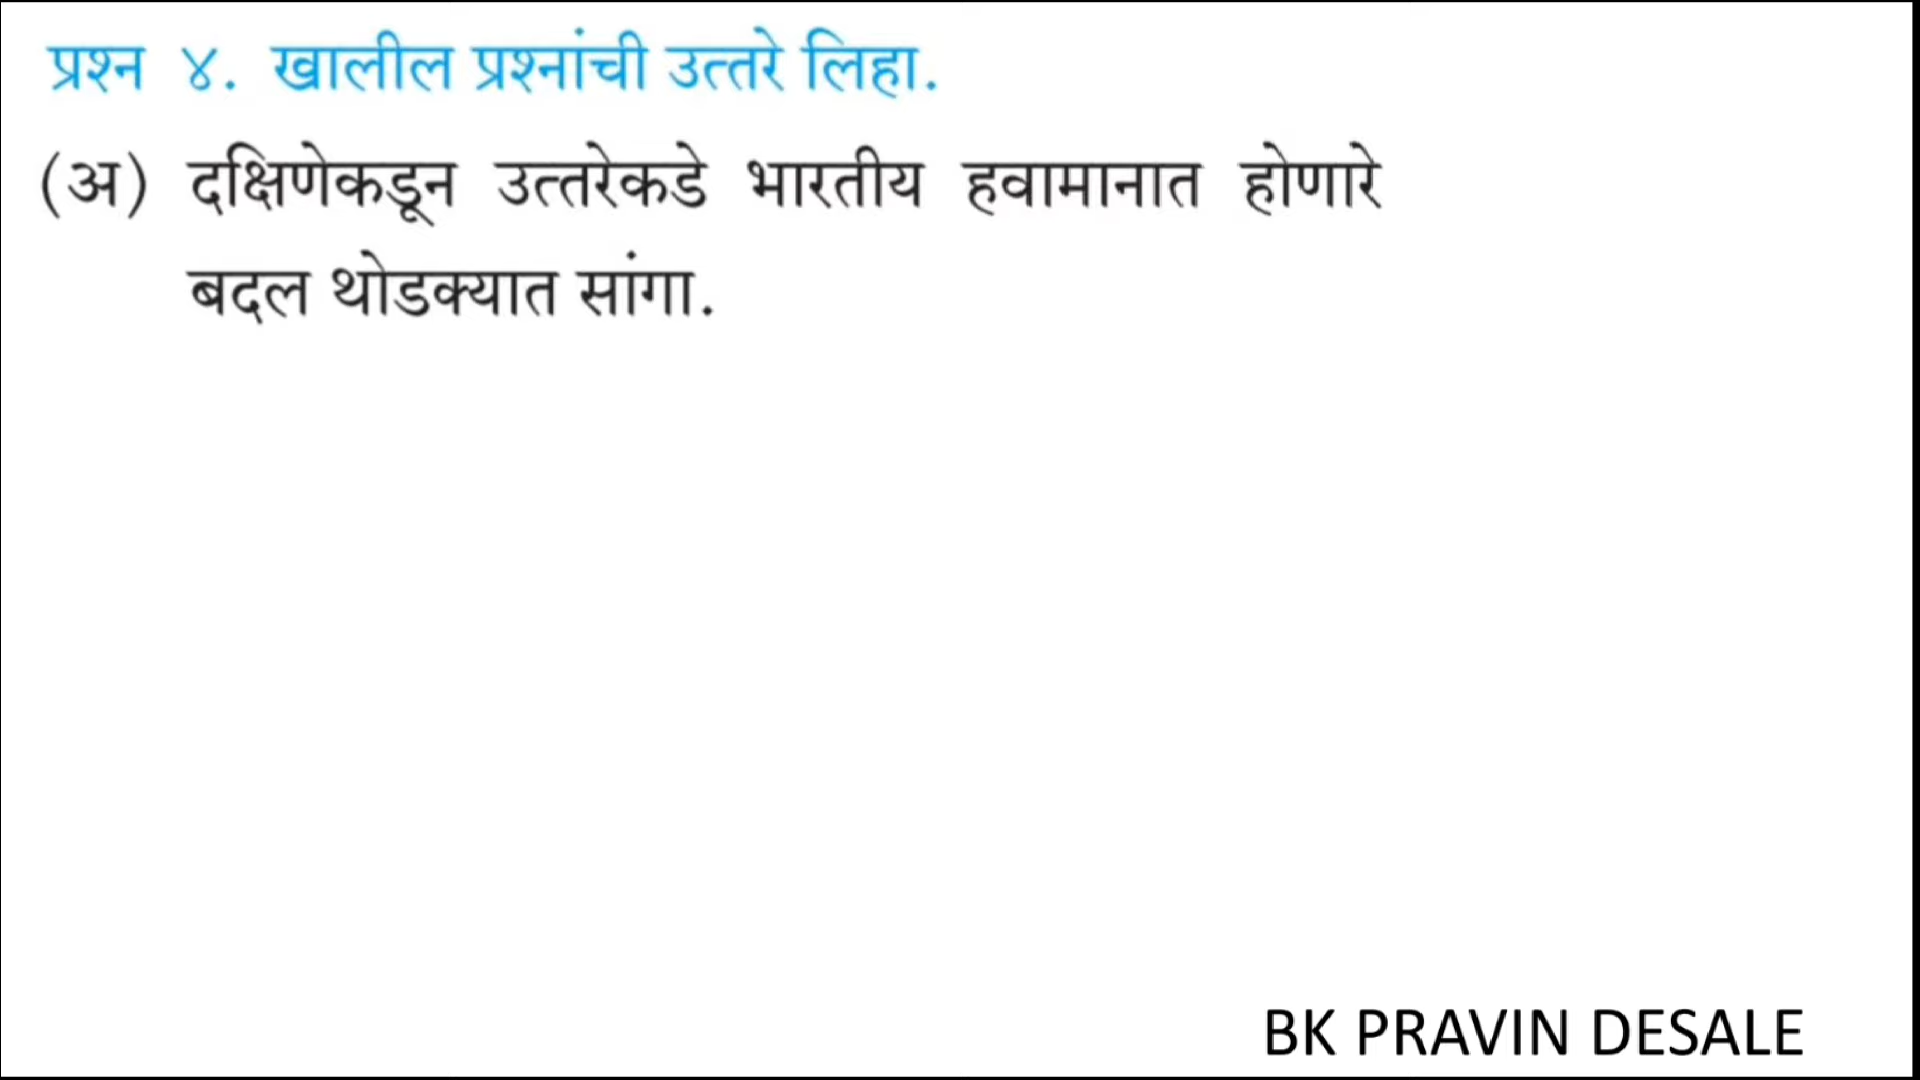 प्रश्न ४. खालील प्रश्नांची उत्तरे लिहा.
(अ) दक्षिणेकडून उत्तरेकडे भारतीय हवामानात होणारे
बदल थोडक्यात सांगा.
BK PRAVIN DESALE